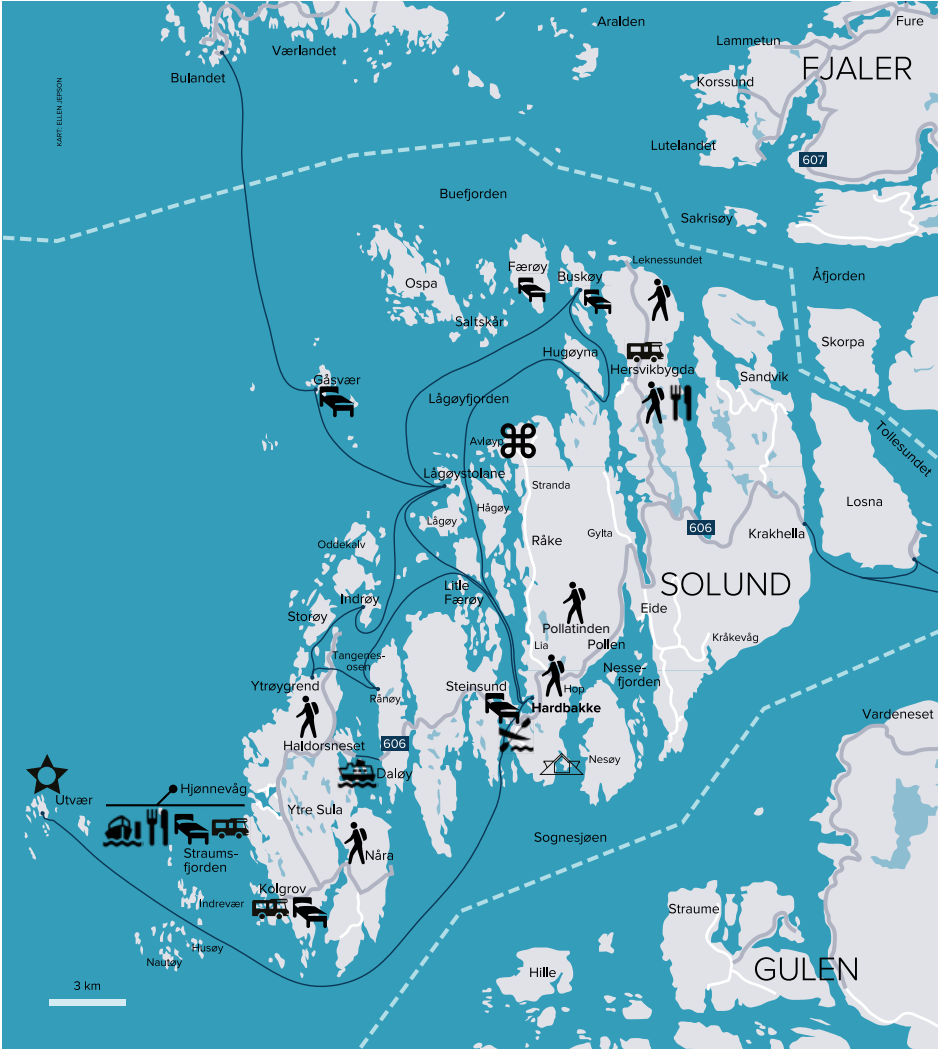 Aralden
Fure
Lammetun
Værlandet
Bulandet
FJALER
Korssund
KART: ELLEN JEPSON
Lutelandet
607
Buefjorden
Sakrisøy
Leknessundet
Åfjorden
Færøy
Buskøy
Ospa
Saltskår
Skorpa
Hugøyna
Hersvikbygda
Sandvik
Gåsvær
Lågøyfjorden
Tollesundet
Avløyp
Lågøystolane
Stranda
Losna
Hågøy
Lågøy
606
Gylta
Krakhella
Råke
Oddekalv
SOLUND
Litle
Færøy
Indrøy
Eide
Storøy
Pollatinden
Kråkevåg
Lia
Pollen
Tangenes-
osen
Nesse-
fjorden
Ytrøygrend
Steinsund
Rånøy
Hop
Hardbakke
Vardeneset
Haldorsneset
606
Nesøy
Daløy
Hjønnevåg
Utvær
Ytre Sula
Sognesjøen
Straums-
fjorden
Nåra
Kolgrov
Indrevær
Straume
Husøy
Nautøy
Hille
GULEN
3 km